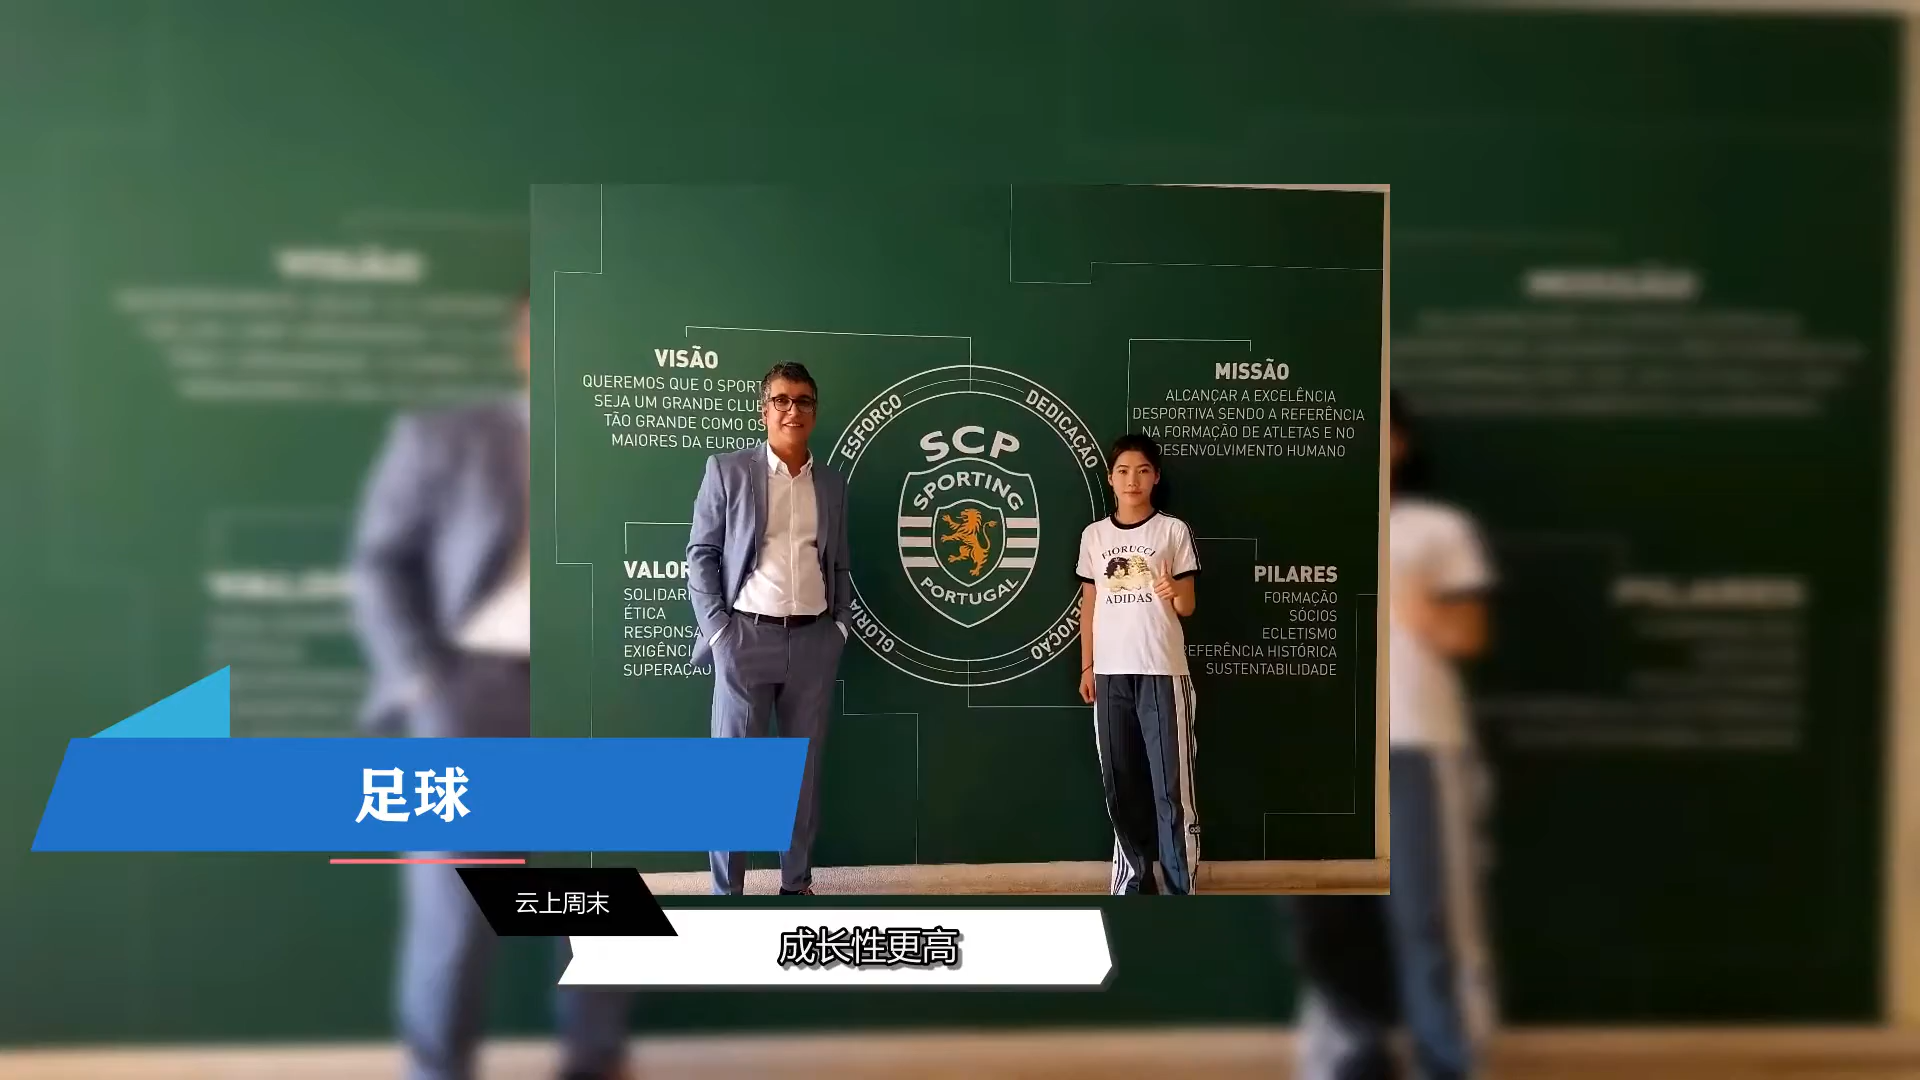 VISÃO
QUEREMOS QUE O SPORT
SEJA UM GRANDE CLUB
TÃO GRANDE COMO OS
MAIORES DA EUROPA
MISSÃO
ALCANÇAR A EXCELÊNCIA
DESPORTIVA SENDO A REFERÊNCIA
NA FORMAÇÃO DE ATLETAS E NO
DESENVOLVIMENTO HUMANO
ESFORÇO
DEDICAÇÃO
DEVOÇÃO
GLÓRIA
SCP
SPORTING
PORTUGAL
VALOR
SOLIDARI
ÉTICA
RESPONSA
EXIGÊNCI
SUPERAÇÃO
PILARES
FORMAÇÃO
SÓCIOS
ECLETISMO
REFERÊNCIA HISTÓRICA
SUSTENTABILIDADE
FIORUCCI
ADIDAS
足球
云上周末
成长性更高